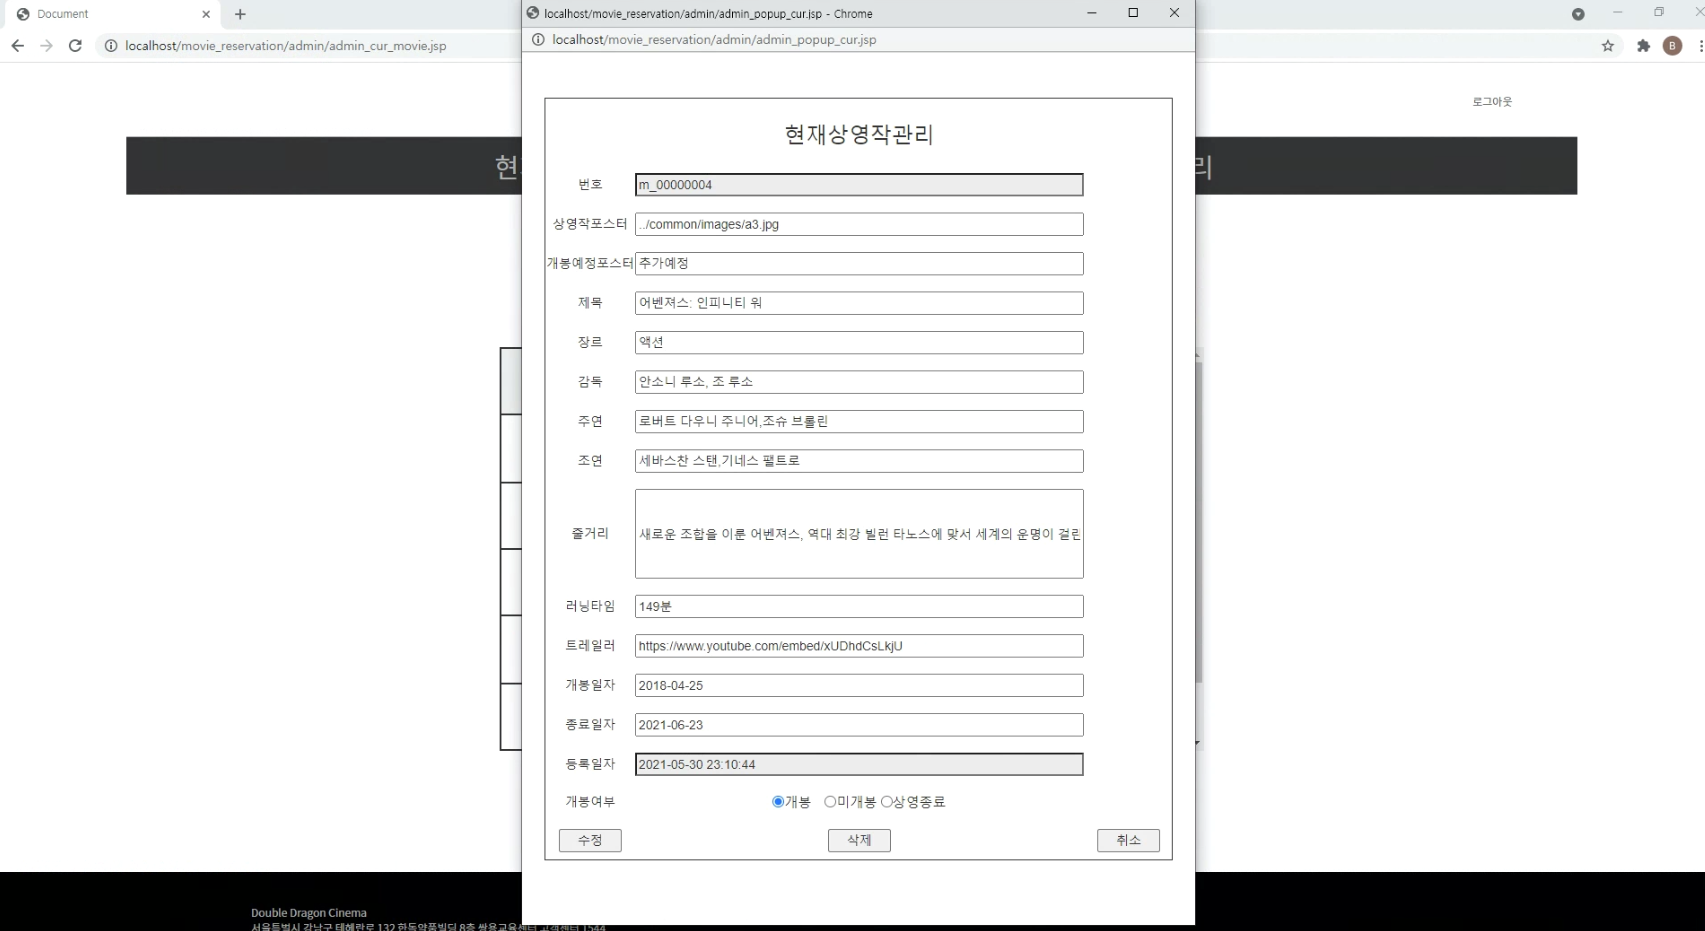 Document
localhost/movie_reservation/admin/admin_popup_cur.jsp - Chrome
localhost/movie_reservation/admin/admin_cur_movie.jsp
localhost/movie_reservation/admin/admin_popup_cur.jsp
B
로그아웃
현
리
현재상영작관리
번호 m_00000004
상영작포스터 ../common/images/a3.jpg
개봉예정포스터 추가예정
제목 어벤져스: 인피니티 워
장르 액션
감독 안소니 루소, 조 루소
주연 로버트 다우니 주니어,조슈 브롤린
조연 세바스찬 스탠,기네스 팰트로
줄거리 새로운 조합을 이룬 어벤져스, 역대 최강 빌런 타노스에 맞서 세계의 운명이 걸린
러닝타임 149분
트레일러 https://www.youtube.com/embed/xUDhdCsLkjU
개봉일자 2018-04-25
종료일자 2021-06-23
등록일자 2021-05-30 23:10:44
개봉여부 개봉 미개봉 상영종료
수정 삭제 취소
Double Dragon Cinema
서울특별시 강남구 테헤란로 132 한독약품빌딩 8층 쌍용교육센터 고객센터 1544